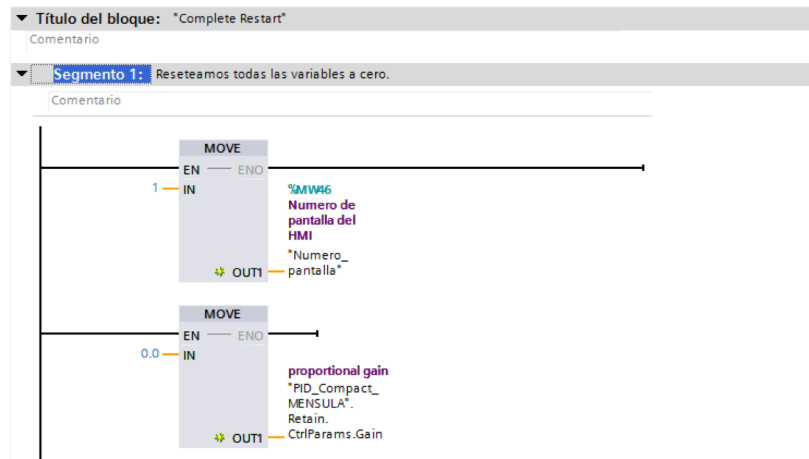 Título del bloque: "Complete Restart"
Comentario
Segmento 1: Reseteamos todas las variables a cero.
Comentario
MOVE
EN ENO
1 IN
%MW46
Numero de
pantalla del
HMI
"Numero_
OUT1 pantalla"
MOVE
EN ENO
0.0 IN
proportional gain
"PID_Compact_
MENSULA".
Retain.
OUT1 CtrlParams.Gain